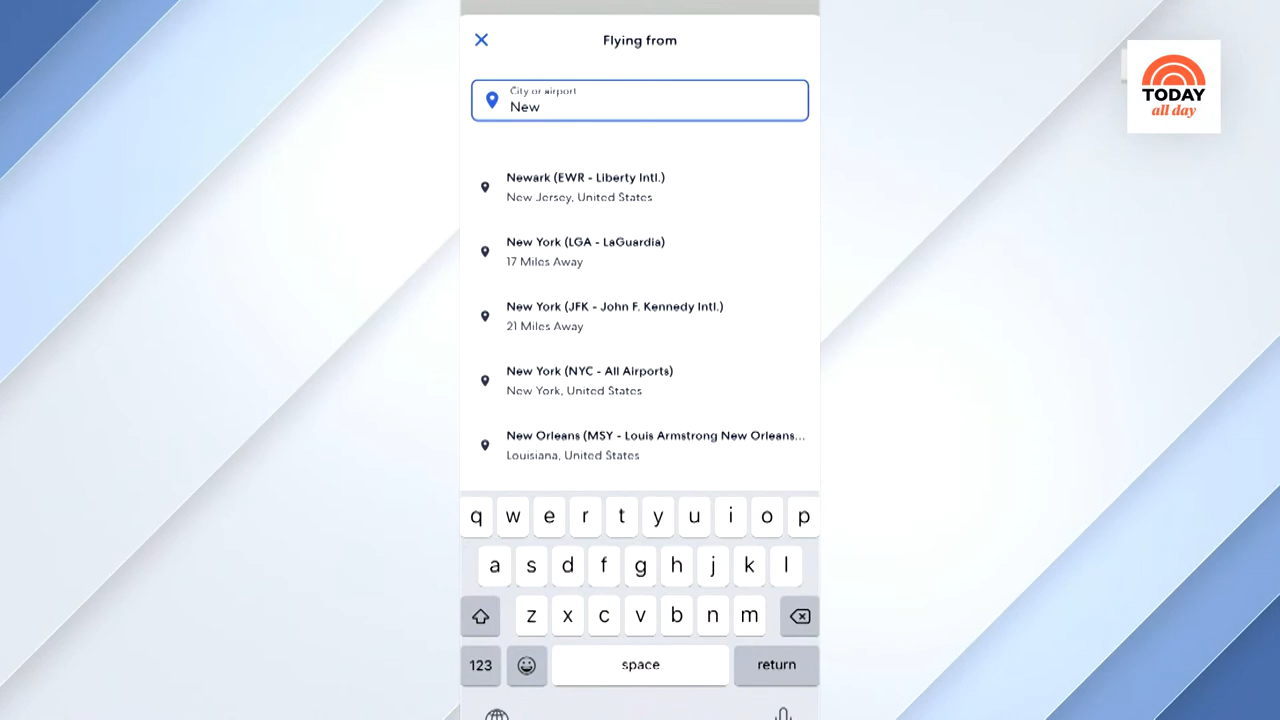 Flying from
City or airport
New
Newark (EWR - Liberty Intl.)
New Jersey, United States
New York (LGA - LaGuardia)
17 Miles Away
New York (JFK - John F. Kennedy Intl.)
21 Miles Away
New York (NYC - All Airports)
New York, United States
New Orleans (MSY - Louis Armstrong New Orleans...
Louisiana, United States
q w e r t y u i o p
a s d f g h j k l
z x c v b n m
123 space return
TODAY
all day